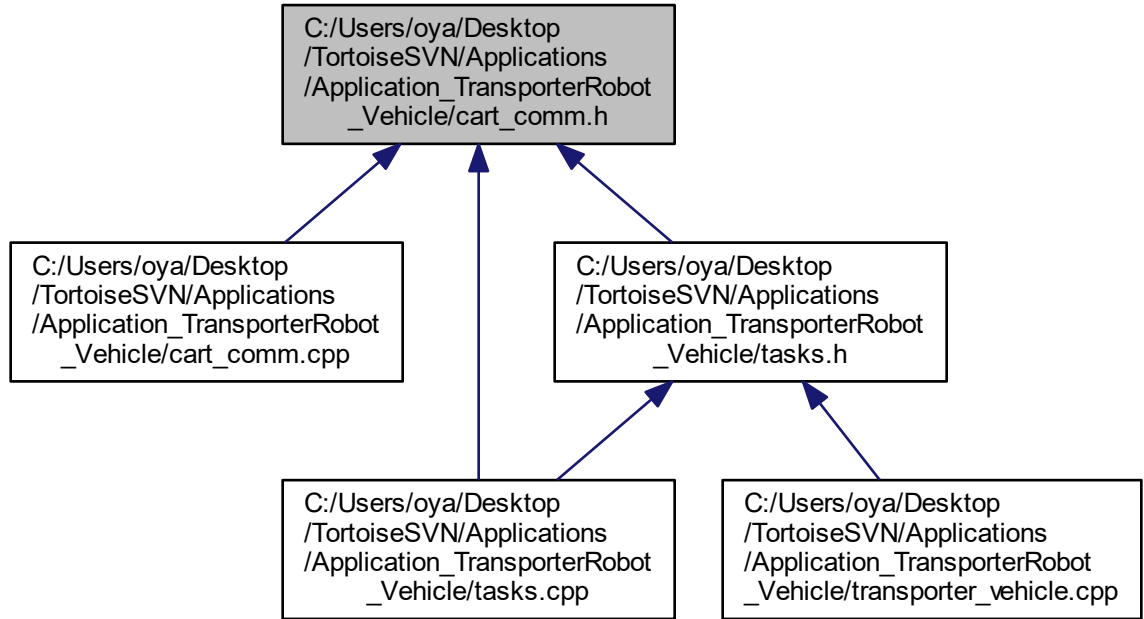 C:/Users/oya/Desktop
/TortoiseSVN/Applications
/Application_TransporterRobot
_Vehicle/cart_comm.h
C:/Users/oya/Desktop
/TortoiseSVN/Applications
/Application_TransporterRobot
_Vehicle/cart_comm.cpp
C:/Users/oya/Desktop
/TortoiseSVN/Applications
/Application_TransporterRobot
_Vehicle/tasks.h
C:/Users/oya/Desktop
/TortoiseSVN/Applications
/Application_TransporterRobot
_Vehicle/tasks.cpp
C:/Users/oya/Desktop
/TortoiseSVN/Applications
/Application_TransporterRobot
_Vehicle/transporter_vehicle.cpp